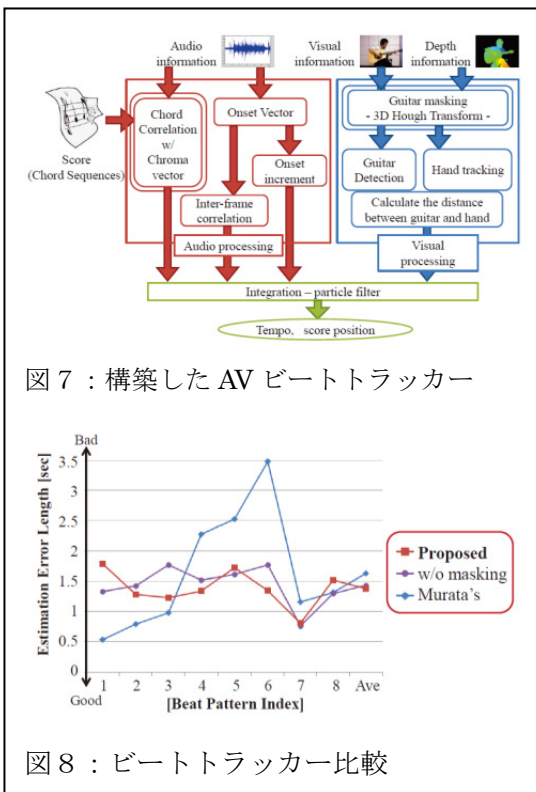 Audio information
Visual information
Depth information
Score
(Chord Sequences)
Chord
Correlation
w/
Chroma
vector
Onset Vector
Onset
increment
Inter-frame
correlation
Audio processing
Guitar masking
- 3D Hough Transform -
Guitar
Detection
Hand tracking
Calculate the distance
between guitar and hand
Visual
processing
Integration – particle filter
Tempo, score position
図7：構築した AV ビートトラッカー
Bad
Estimation Error Length [sec]
3.5
3
2.5
2
1.5
1
0.5
0
Good
1 2 3 4 5 6 7 8 Ave
[Beat Pattern Index]
Proposed
w/o masking
Murata's
図8：ビートトラッカー比較